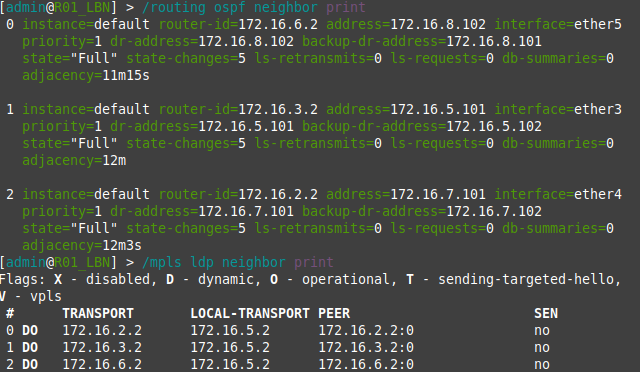 [admin@R01_LBN] > /routing ospf neighbor print
0 instance=default router-id=172.16.6.2 address=172.16.8.102 interface=ether5
priority=1 dr-address=172.16.8.102 backup-dr-address=172.16.8.101
state="Full" state-changes=5 ls-retransmits=0 ls-requests=0 db-summaries=0
adjacency=11m15s
1 instance=default router-id=172.16.3.2 address=172.16.5.101 interface=ether3
priority=1 dr-address=172.16.5.101 backup-dr-address=172.16.5.102
state="Full" state-changes=5 ls-retransmits=0 ls-requests=0 db-summaries=0
adjacency=12m
2 instance=default router-id=172.16.2.2 address=172.16.7.101 interface=ether4
priority=1 dr-address=172.16.7.101 backup-dr-address=172.16.7.102
state="Full" state-changes=5 ls-retransmits=0 ls-requests=0 db-summaries=0
adjacency=12m3s
[admin@R01_LBN] > /mpls ldp neighbor print
Flags: X - disabled, D - dynamic, O - operational, T - sending-targeted-hello,
V - vpls
# TRANSPORT LOCAL-TRANSPORT PEER SEN
0 DO 172.16.2.2 172.16.5.2 172.16.2.2:0 no
1 DO 172.16.3.2 172.16.5.2 172.16.3.2:0 no
2 DO 172.16.6.2 172.16.5.2 172.16.6.2:0 no